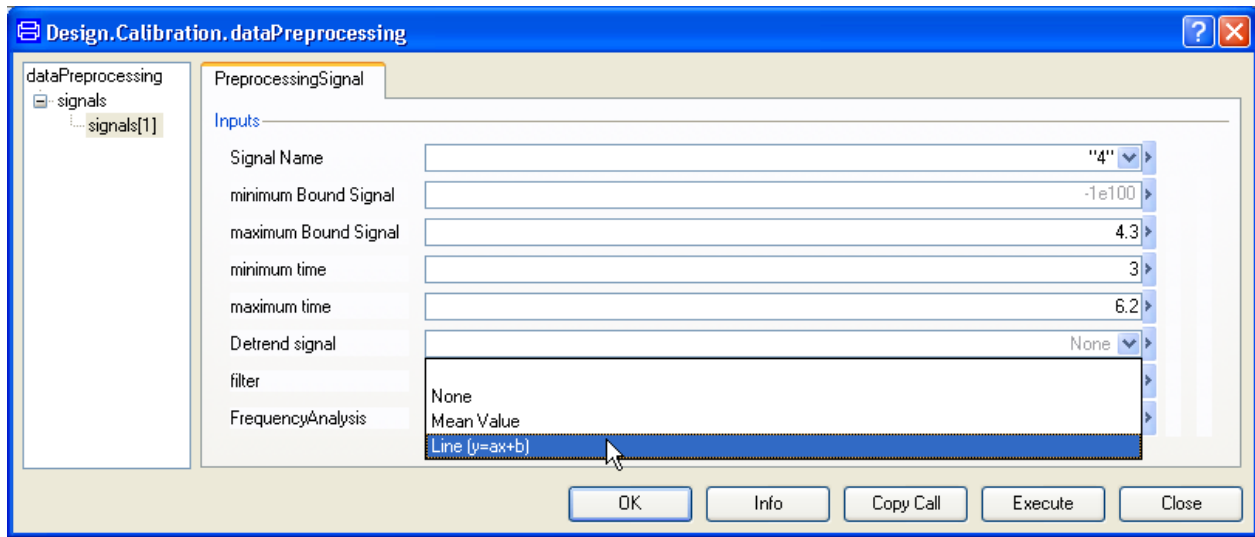 Design.Calibration.dataPreprocessing
dataPreprocessing
signals
signals[1]
PreprocessingSignal
Inputs
Signal Name "4"
minimum Bound Signal -1e100
maximum Bound Signal 4.3
minimum time 3
maximum time 6.2
Detrend signal None
filter
None
FrequencyAnalysis
Mean Value
Line (y=ax+b)
OK Info Copy Call Execute Close